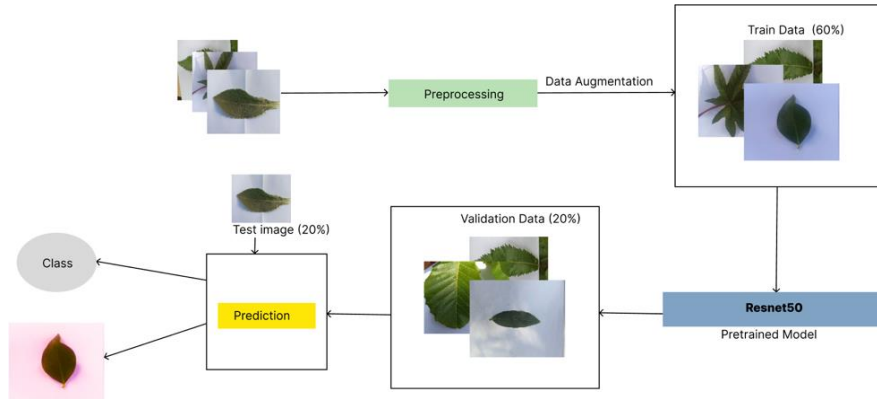 Train Data (60%)
Preprocessing
Data Augmentation
Test image (20%)
Validation Data (20%)
Class
Prediction
Resnet50
Pretrained Model